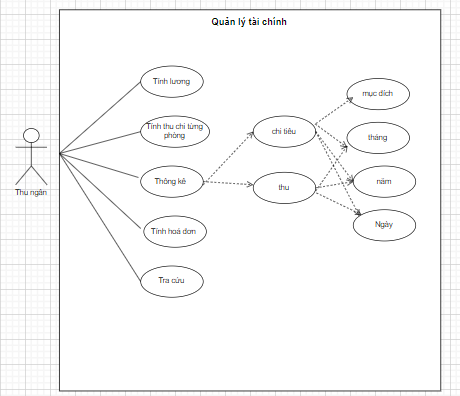 Quản lý tài chính
Tính lương
Tính thu chi từng
phòng
Thống kê
Tính hoá đơn
Tra cứu
Thu ngân
chi tiêu
thu
mục đích
tháng
năm
Ngày